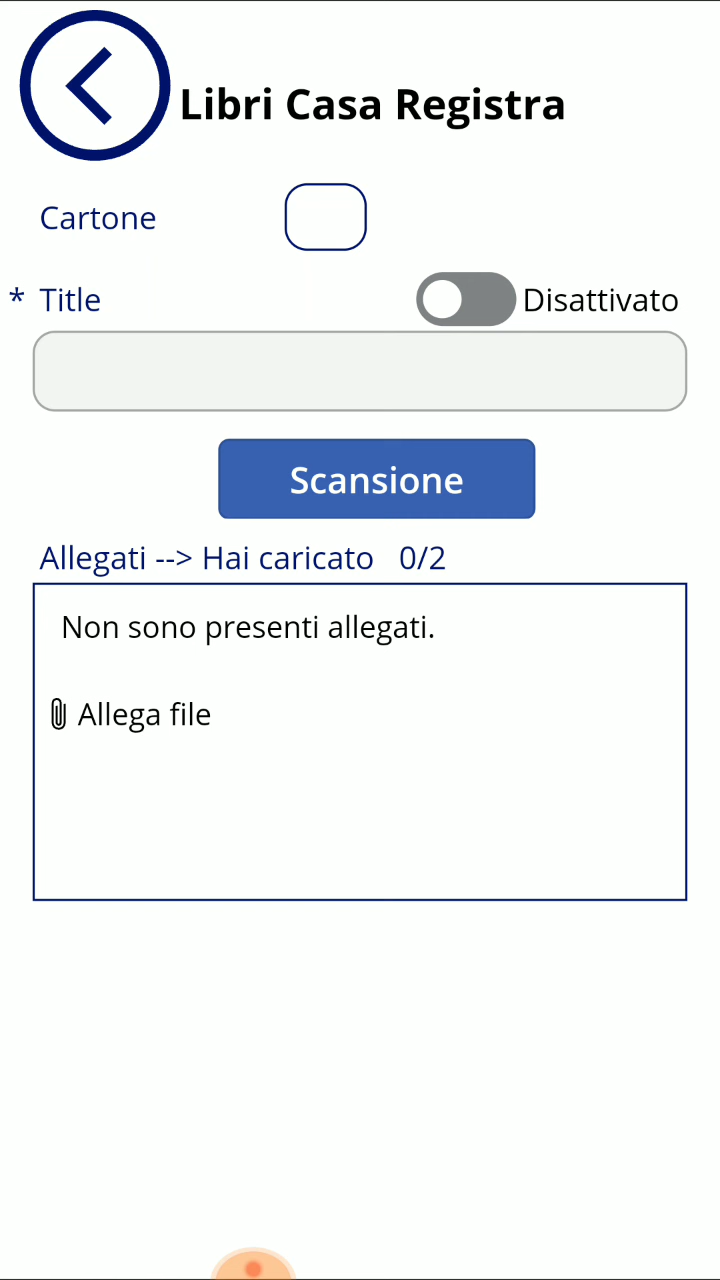 Libri Casa Registra
Cartone
* Title
Disattivato
Scansione
Allegati --> Hai caricato 0/2
Non sono presenti allegati.
Allega file